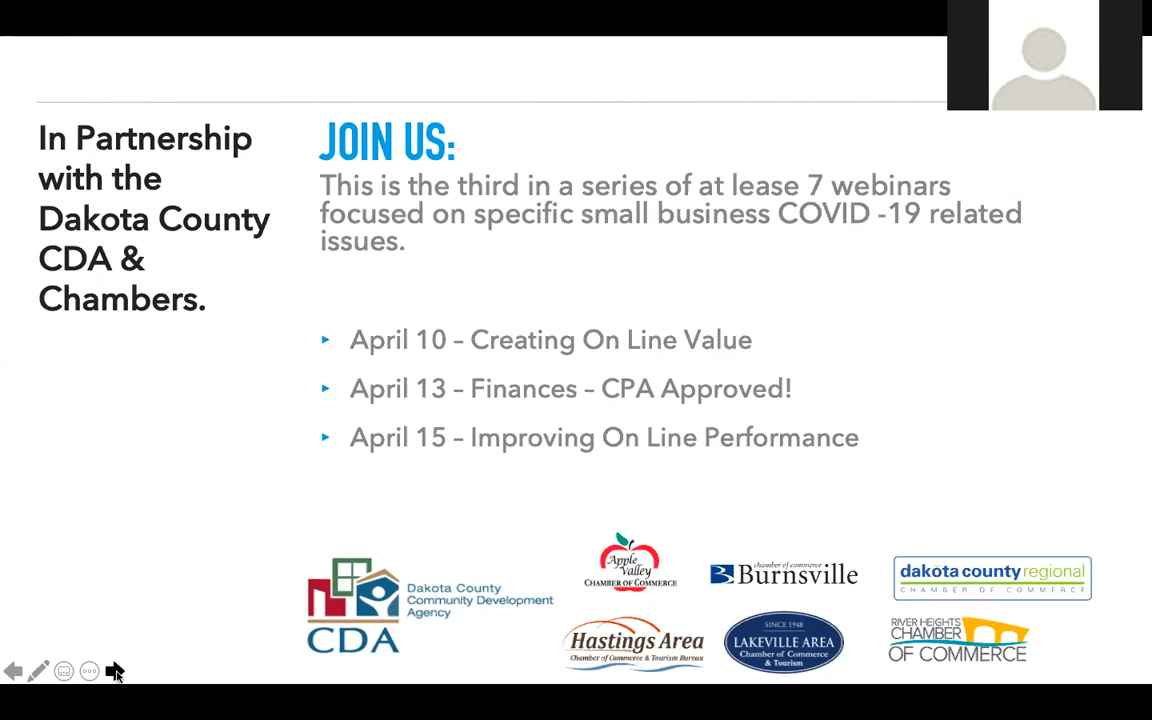 In Partnership
with the
Dakota County
CDA &
Chambers.
JOIN US:
This is the third in a series of at lease 7 webinars
focused on specific small business COVID -19 related
issues.
April 10 – Creating On Line Value
April 13 – Finances – CPA Approved!
April 15 – Improving On Line Performance
CDA
Dakota County
Community Development
Agency
Apple
Valley
CHAMBER OF COMMERCE
chamber of commerce
Burnsville
dakota county regional
CHAMBER OF COMMERCE
Hastings Area
Chamber of Commerce & Tourism Bureau
SINCE 1948
LAKEVILLE AREA
Chamber of Commerce
& Tourism
RIVER HEIGHTS
CHAMBER
OF COMMERCE